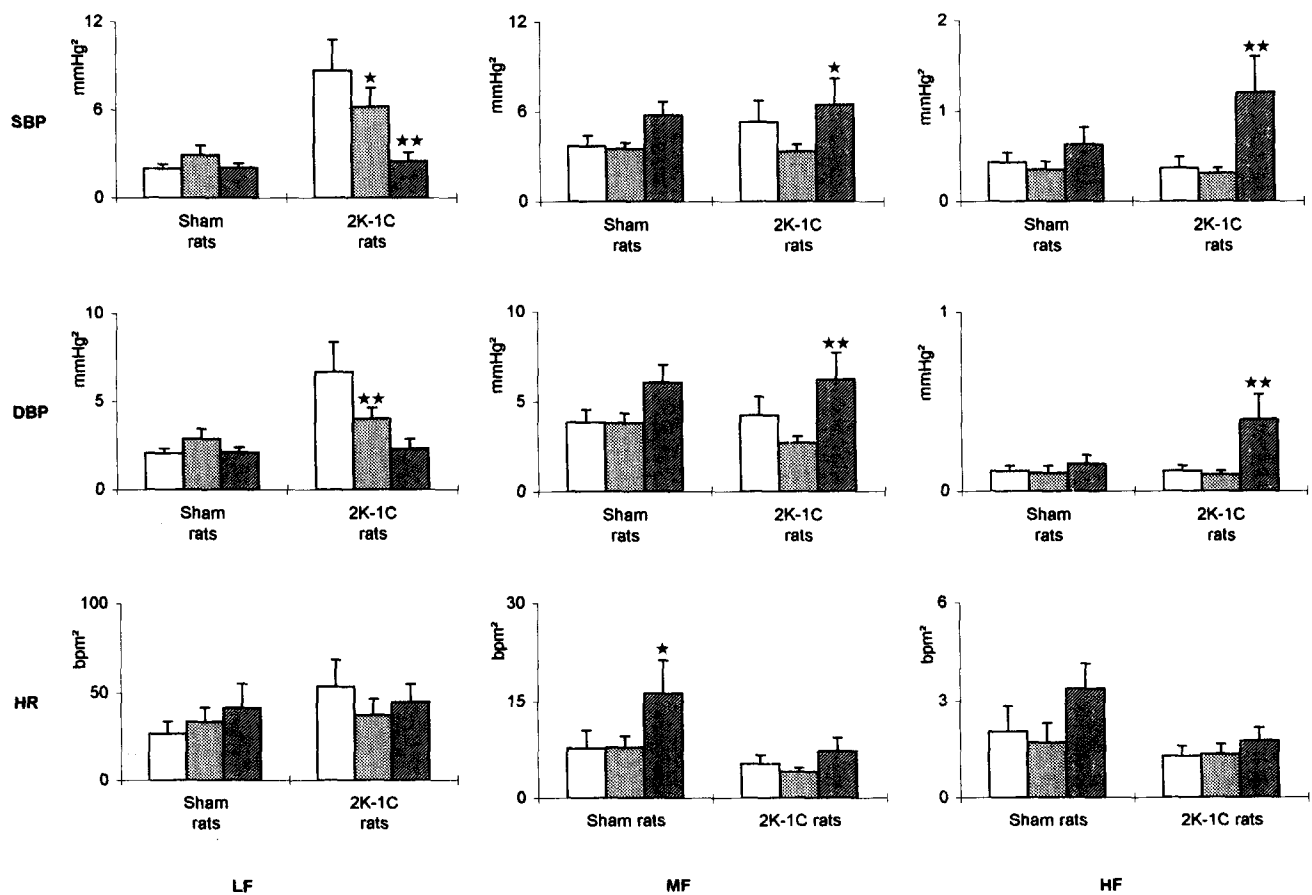 SBP
mmHg²
12
6
0
★
★★
Sham
rats
2K-1C
rats
mmHg²
12
6
0
★
Sham
rats
2K-1C
rats
mmHg²
2
1
0
★★
Sham
rats
2K-1C
rats
DBP
mmHg²
10
5
0
★★
Sham
rats
2K-1C
rats
mmHg²
10
5
0
★★
Sham
rats
2K-1C
rats
mmHg²
1
0
★★
Sham
rats
2K-1C
rats
HR
bpm²
100
50
0
Sham
rats
2K-1C
rats
bpm²
30
15
0
★
Sham rats
2K-1C rats
bpm²
6
3
0
Sham rats
2K-1C rats
LF
MF
HF